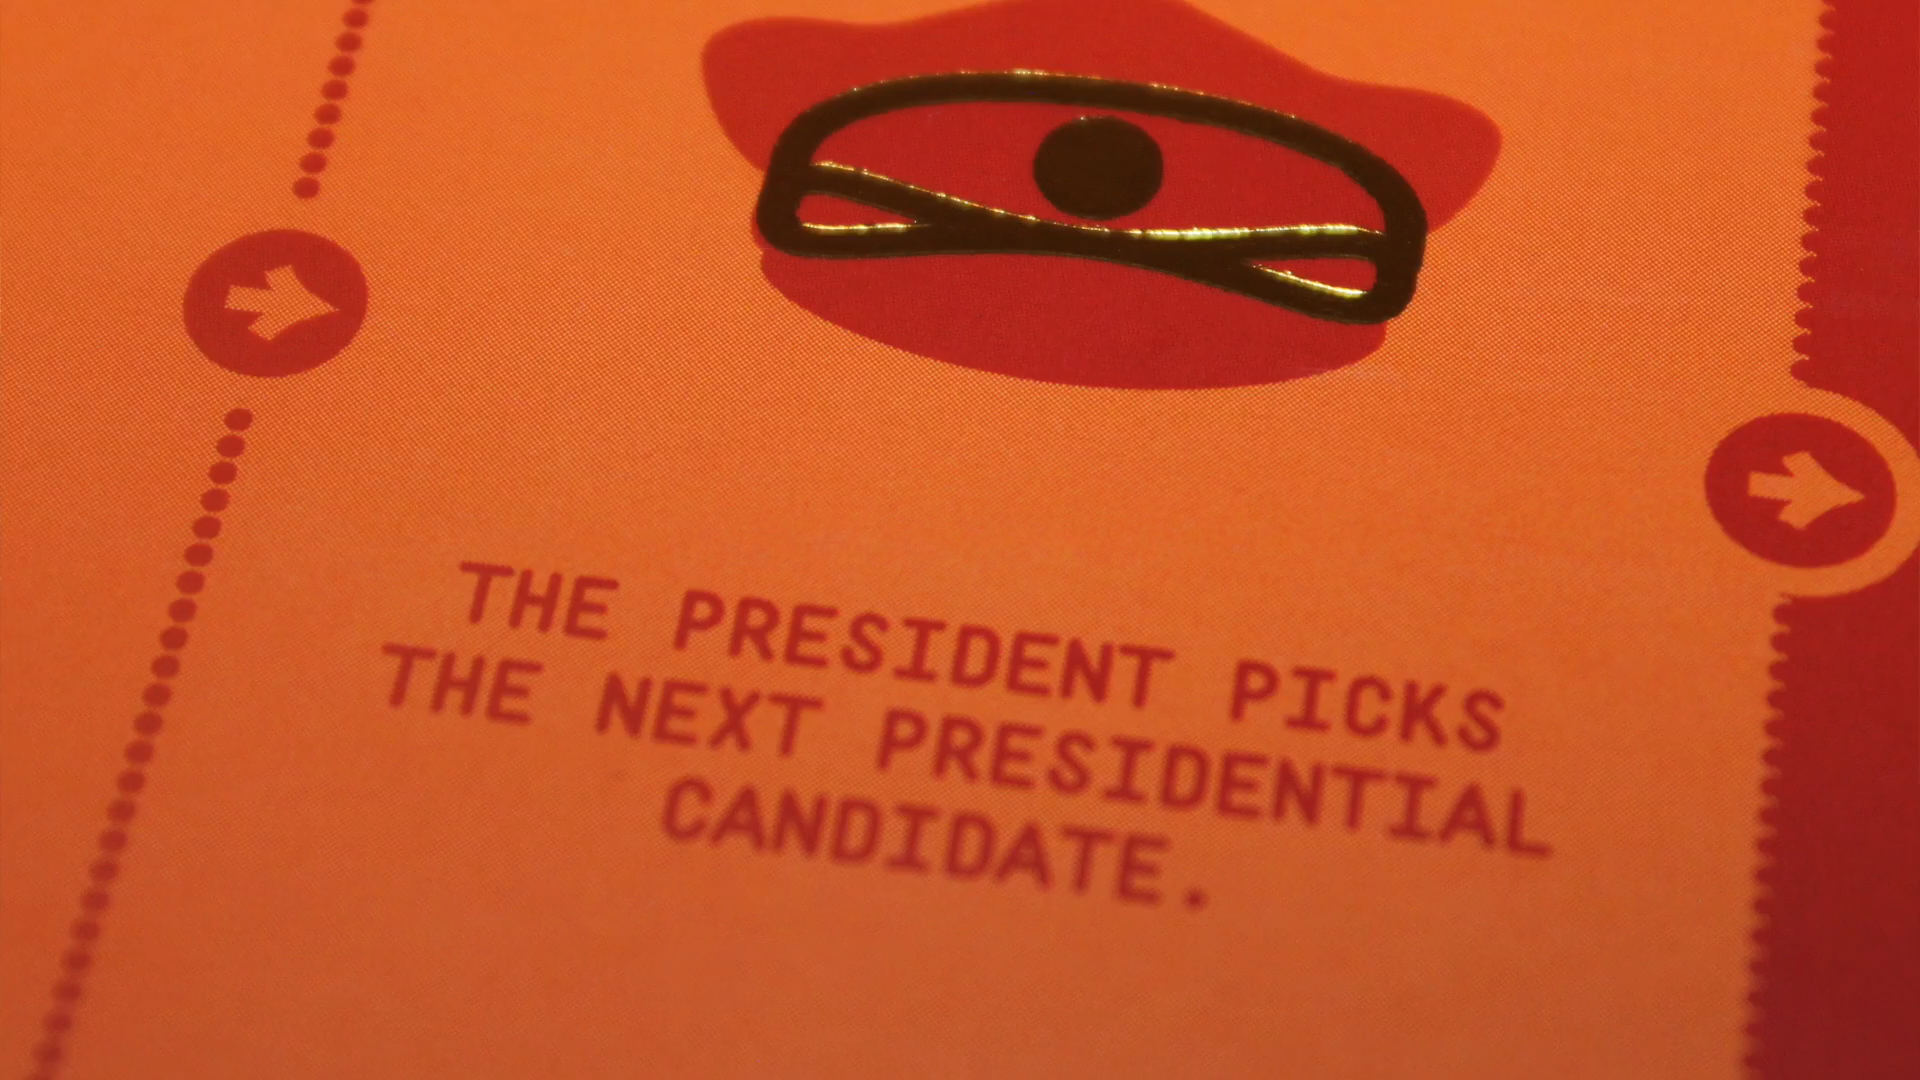 THE PRESIDENT PICKS
THE NEXT PRESIDENTIAL
CANDIDATE.